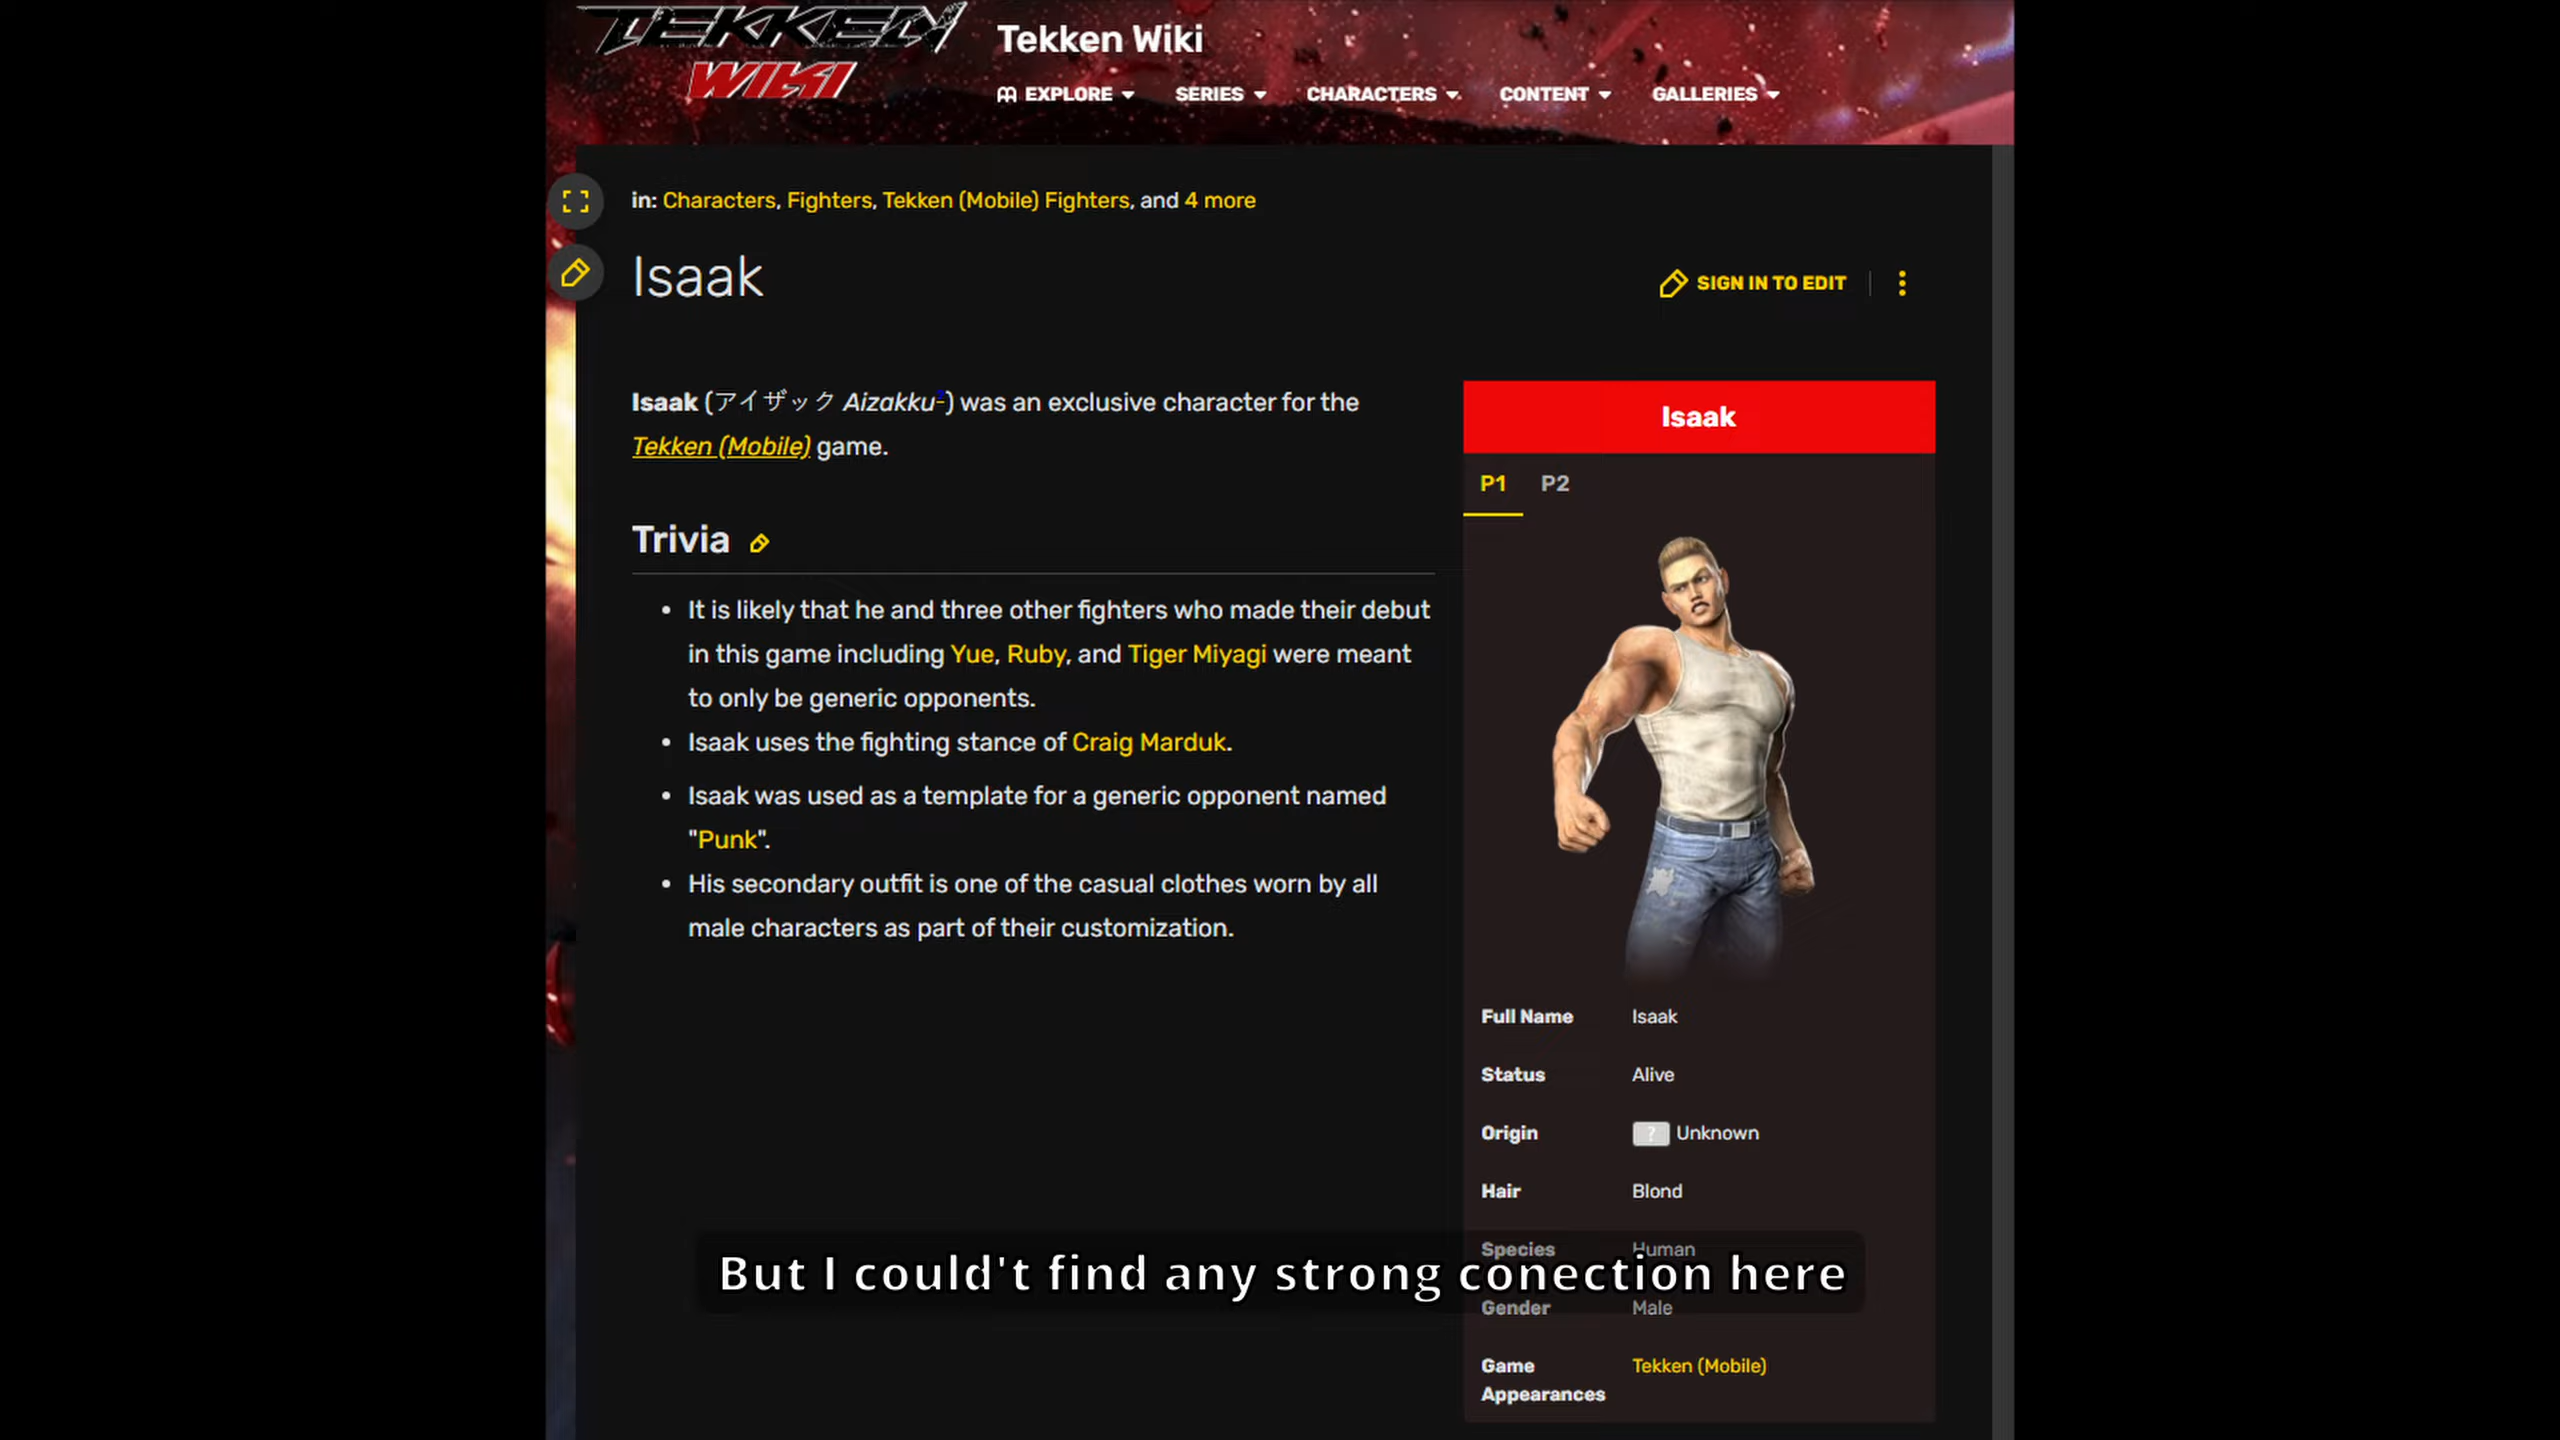 TEKKEN
WIKI
Tekken Wiki
EXPLORE SERIES CHARACTERS CONTENT GALLERIES
in: Characters, Fighters, Tekken (Mobile) Fighters, and 4 more
Isaak
SIGN IN TO EDIT
Isaak (アイザック Aizakku-) was an exclusive character for the
Tekken (Mobile) game.
Trivia
• It is likely that he and three other fighters who made their debut
in this game including Yue, Ruby, and Tiger Miyagi were meant
to only be generic opponents.
• Isaak uses the fighting stance of Craig Marduk.
• Isaak was used as a template for a generic opponent named
"Punk".
• His secondary outfit is one of the casual clothes worn by all
male characters as part of their customization.
Isaak
P1 P2
Full Name Isaak
Status Alive
Origin ? Unknown
Hair Blond
Species Human
Gender Male
Game Appearances Tekken (Mobile)
But I could't find any strong conection here